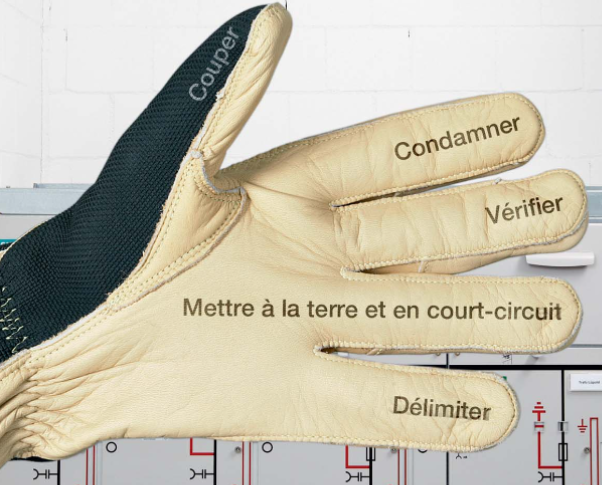 Couper
Condamner
Vérifier
Mettre à la terre et en court-circuit
Délimiter